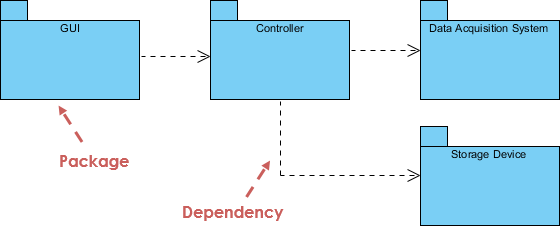 GUI
Controller
Data Acquisition System
Package
Storage Device
Dependency